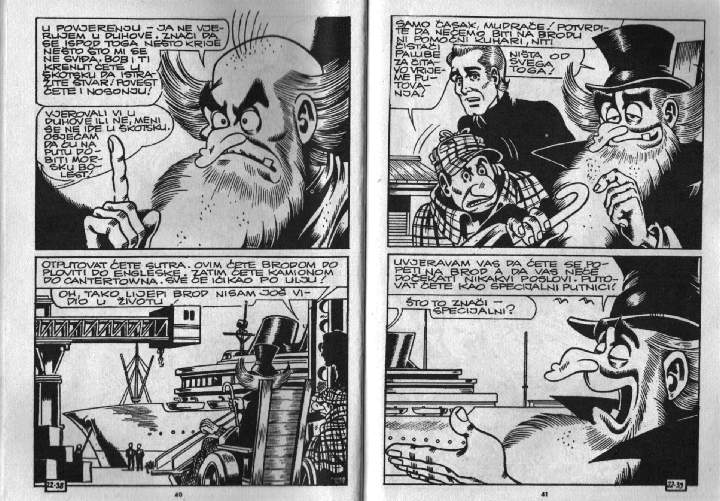 U POVJERENJU - JA NE VJE-
RUJEM U DUHOVE. ZNAČI DA
SE ISPOD TOGA NEŠTO KRIJE
NEŠTO ŠTO MI SE
NE SVIĐA. BOB I TI
KRENUT ĆETE U
ŠKOTSKU DA ISTRA-
ŽITE STVAR! POVEST
ĆETE I NOSONJU!
VJEROVALI VI U
DUHOVE ILI NE, MENI
SE NE IDE U ŠKOTSKU.
OSJEĆAM
DA ĆU NA
PUTU DO-
BITI MOR-
SKU BO-
LEST!
OTPUTOVAT ĆETE SUTRA. OVIM ĆETE BRODOM DO-
PLOVITI DO ENGLESKE, ZATIM ĆETE KAMIONOM
DO CANTERTOWNA. SVE ĆE IĆI KAO PO ULJU!
OH, TAKO LIJEPI BROD NISAM JOŠ VI-
DIO U ŽIVOTU!
22-38
40
SAMO ČASAK, MUDRAČE! POTVRDI-
TE DA NEĆEMO BITI NA BRODU
NI POMOĆNI KUHARI, NITI
ČISTAČI
PALUBE
ZA ČITA-
VO VRIJE-
ME PU-
TOVA-
NJA?
NIŠTA OD
SVEGA
TOGA!
UVJERAVAM VAS DA ĆETE SE PO-
PETI NA BROD A DA VAS NEĆE
DOČEKATI NIKAKVI POSLOVI! PUTO-
VAT ĆETE KAO SPECIJALNI PUTNICI!
ŠTO TO ZNAČI -
SPECIJALNI?
22-39
41